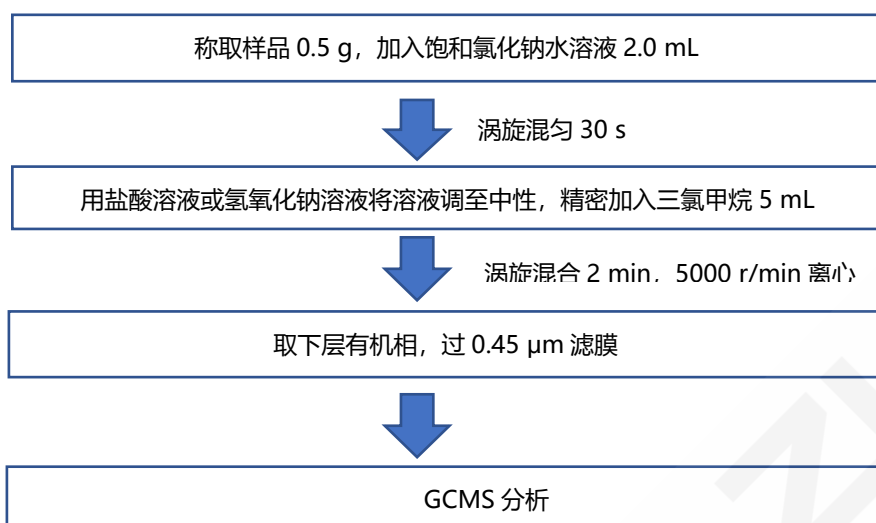 称取样品 0.5 g，加入饱和氯化钠水溶液 2.0 mL
涡旋混匀 30 s
用盐酸溶液或氢氧化钠溶液将溶液调至中性，精密加入三氯甲烷 5 mL
涡旋混合 2 min，5000 r/min 离心
取下层有机相，过 0.45 μm 滤膜
GCMS 分析